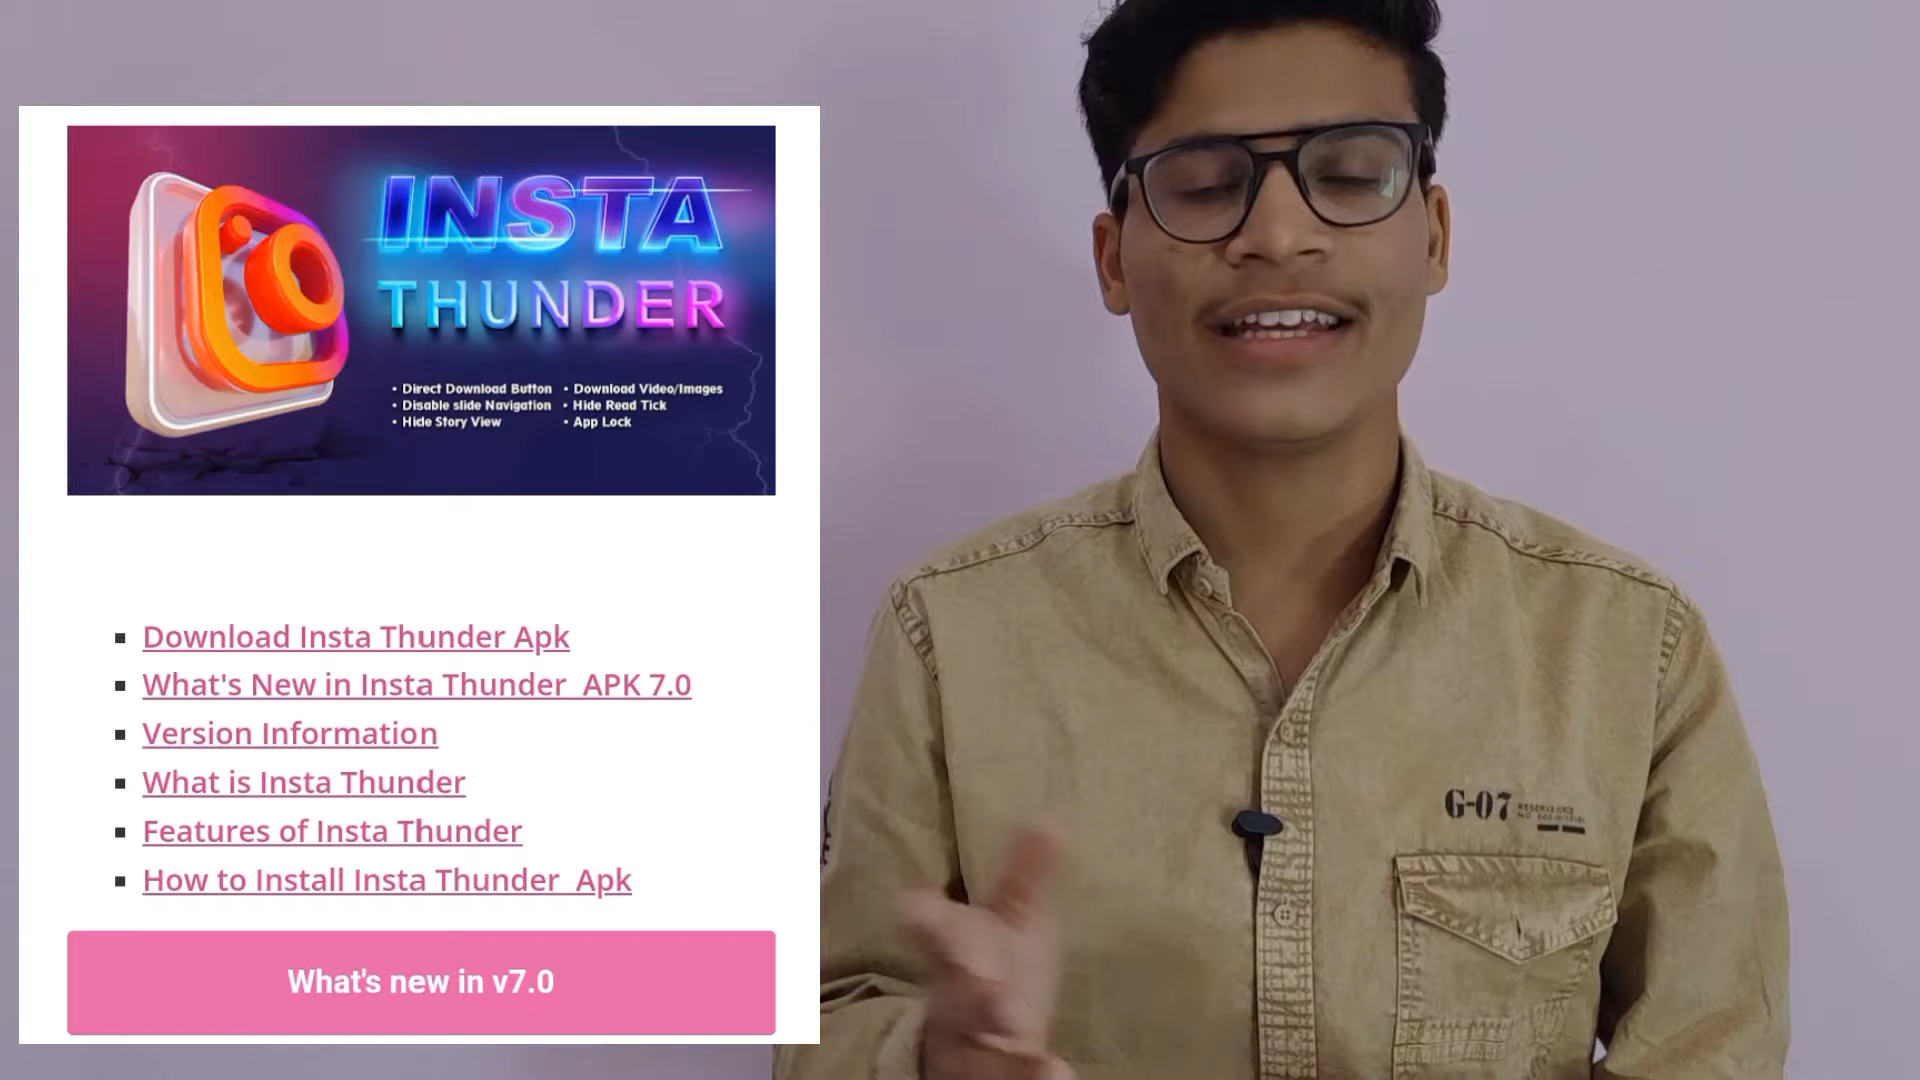 INSTA
THUNDER
• Direct Download Button
• Disable slide Navigation
• Hide Story View
• Download Video/Images
• Hide Read Tick
• App Lock
Download Insta Thunder Apk
What's New in Insta Thunder APK 7.0
Version Information
What is Insta Thunder
Features of Insta Thunder
How to Install Insta Thunder Apk
What's new in v7.0
G-07